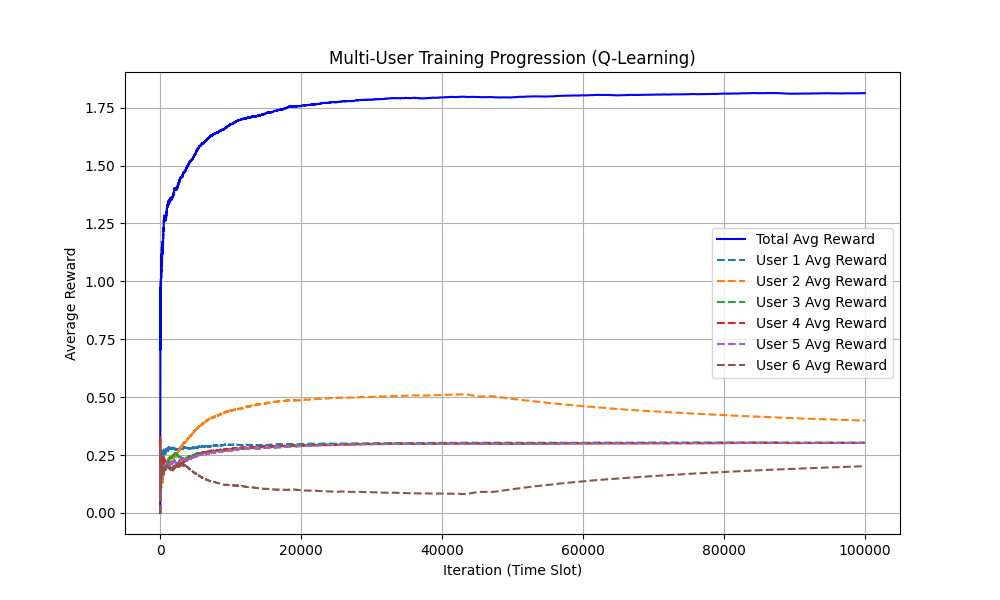 Multi-User Training Progression (Q-Learning)
Average Reward
1.75
1.50
1.25
1.00
0.75
0.50
0.25
0.00
Total Avg Reward
User 1 Avg Reward
User 2 Avg Reward
User 3 Avg Reward
User 4 Avg Reward
User 5 Avg Reward
User 6 Avg Reward
0 20000 40000 60000 80000 100000
Iteration (Time Slot)